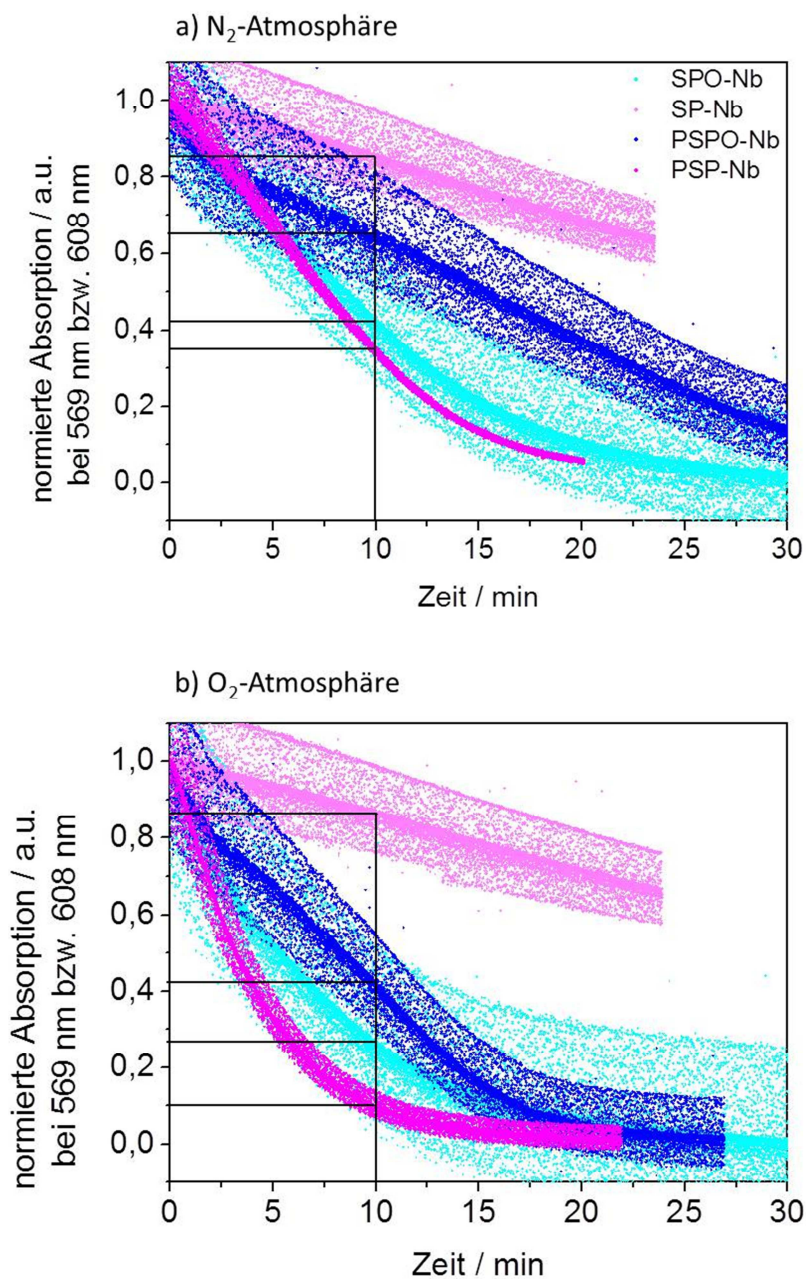 a) N₂-Atmosphäre
SPO-Nb
SP-Nb
PSPO-Nb
PSP-Nb
1,0
0,8
0,6
0,4
0,2
0,0
normierte Absorption / a.u.
bei 569 nm bzw. 608 nm
0 5 10 15 20 25 30
Zeit / min
b) O₂-Atmosphäre
1,0
0,8
0,6
0,4
0,2
0,0
normierte Absorption / a.u.
bei 569 nm bzw. 608 nm
0 5 10 15 20 25 30
Zeit / min